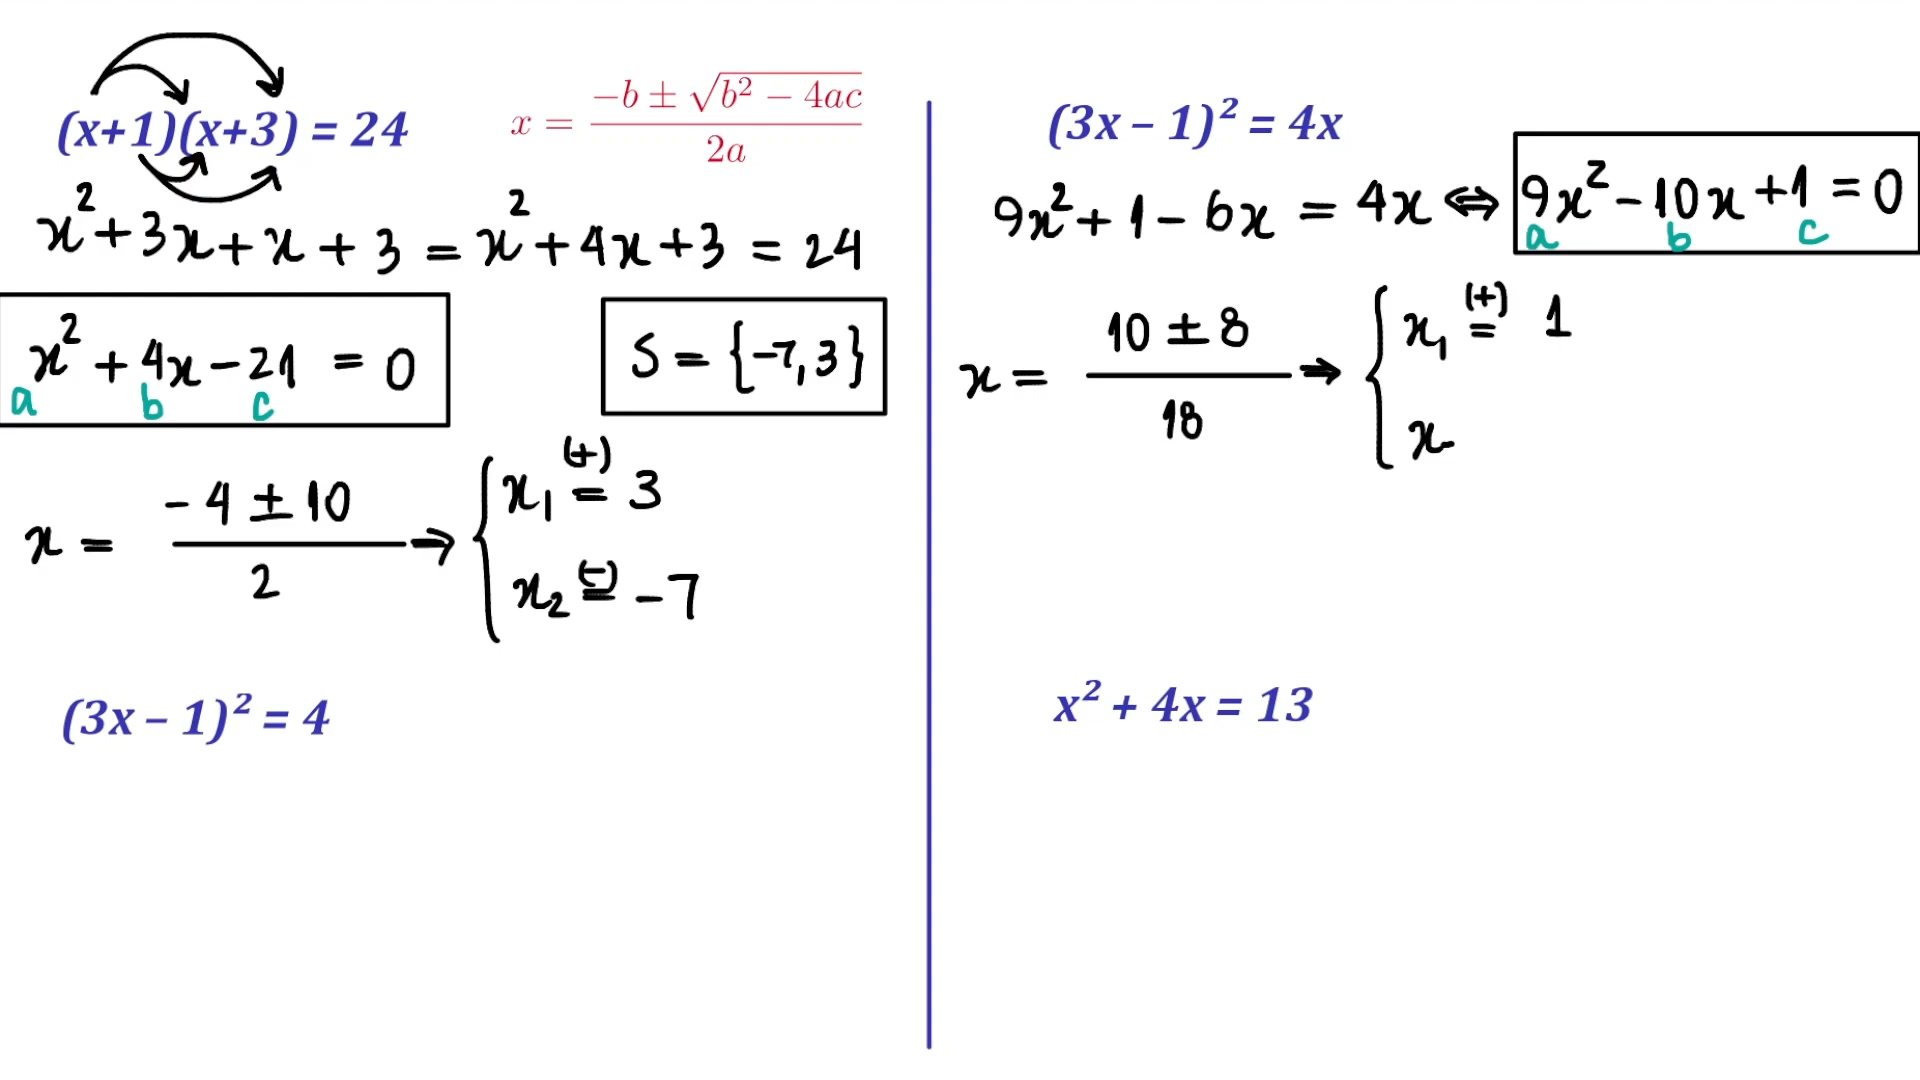 (x+1)(x+3) = 24
x = (-b ± √(b² - 4ac)) / 2a
x² + 3x + x + 3 = x² + 4x + 3 = 24
x² + 4x - 21 = 0
a b c
S = {-7, 3}
x = (-4 ± 10) / 2 ⇒ { x₁ (+)= 3
x₂ (-)= -7
(3x – 1)² = 4
(3x – 1)² = 4x
9x² + 1 - 6x = 4x ⇔ 9x² - 10x + 1 = 0
a b c
x = (10 ± 8) / 18 ⇒ { x₁ (+)= 1
x
x² + 4x = 13